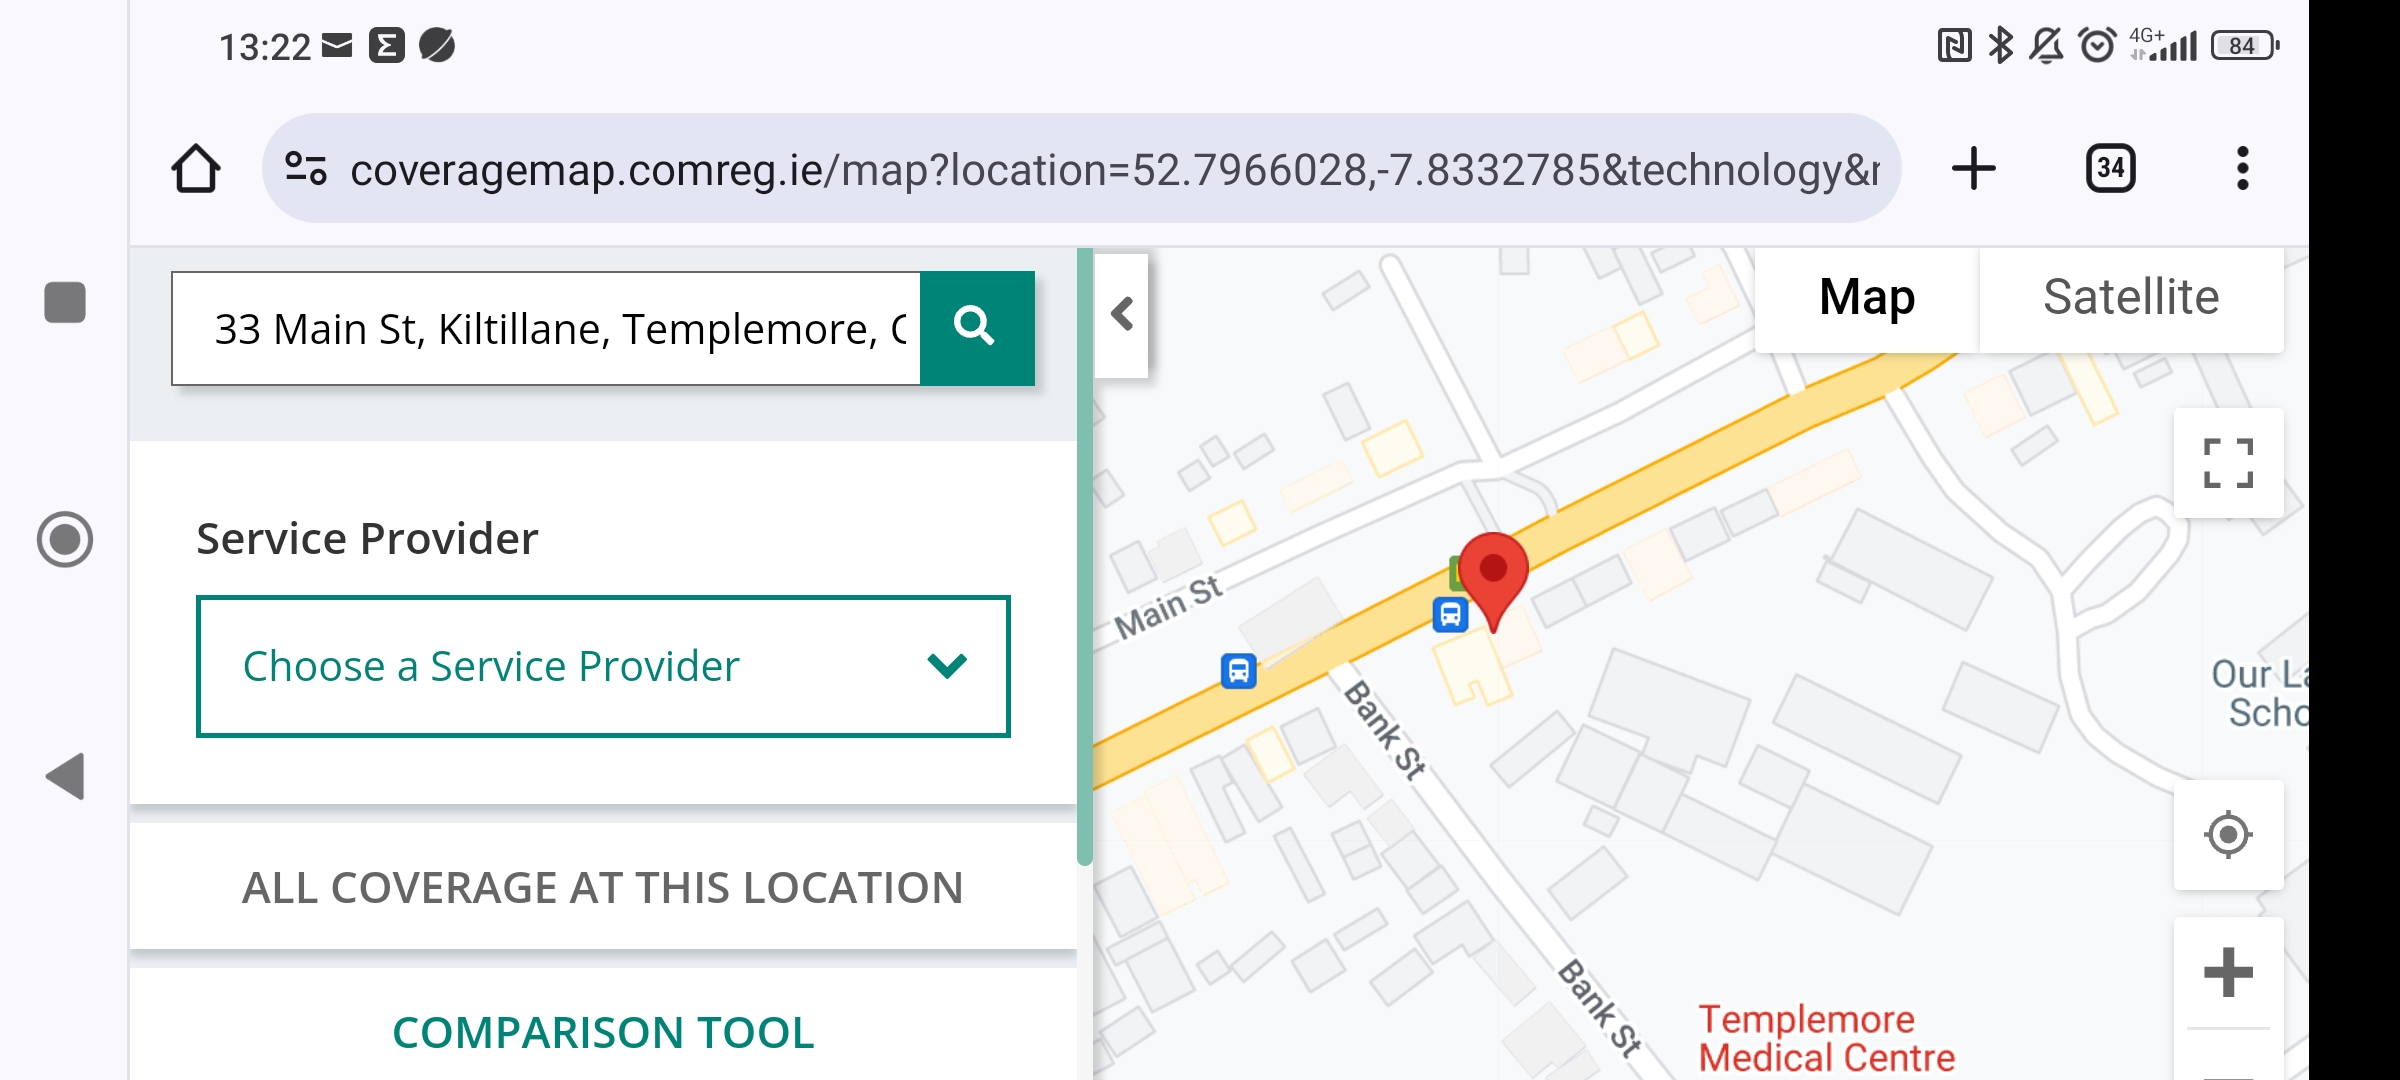 13:22
4G+
84
coveragemap.comreg.ie/map?location=52.7966028,-7.8332785&technology&r
34
33 Main St, Kiltillane, Templemore, C
Service Provider
Choose a Service Provider
ALL COVERAGE AT THIS LOCATION
COMPARISON TOOL
Map
Satellite
Main St
Bank St
Bank St
Our La
Scho
Templemore
Medical Centre